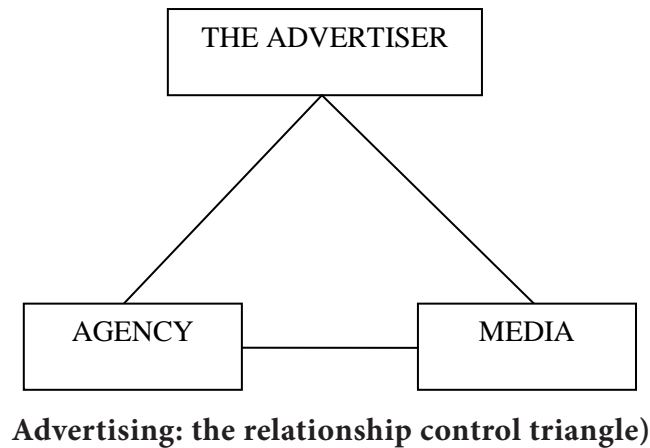 THE ADVERTISER
AGENCY
MEDIA
Advertising: the relationship control triangle)